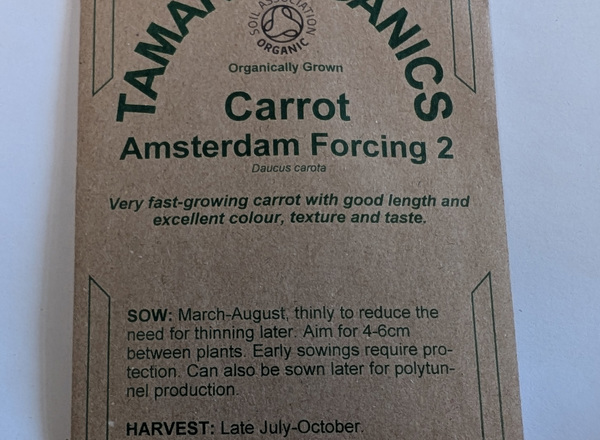 SOIL ASSOCIATION
ORGANIC
Organically Grown
Carrot
Amsterdam Forcing 2
Daucus carota
Very fast-growing carrot with good length and
excellent colour, texture and taste.
SOW: March-August, thinly to reduce the
need for thinning later. Aim for 4-6cm
between plants. Early sowings require pro-
tection. Can also be sown later for polytun-
nel production.
HARVEST: Late July-October.